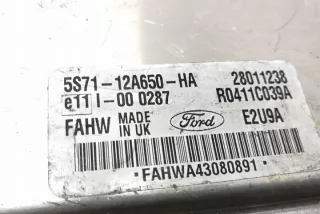 5S71-12A650-HA 28011238
e11 I-00 0287 R0411C039A
FAHW MADE IN UK Ford E2U9A
*FAHWA43080891*